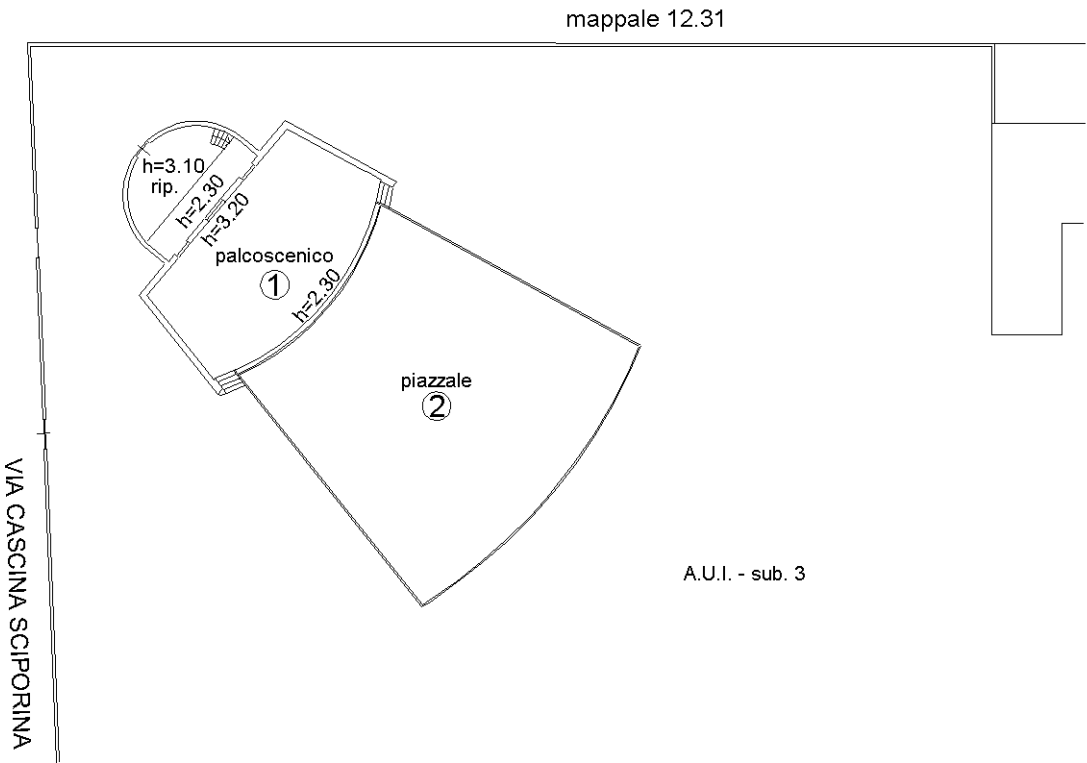 mappale 12.31
h=3.10
rip.
h=2.30
h=3.20
palcoscenico
1
h=2.30
piazzale
2
A.U.I. - sub. 3
VIA CASCINA SCIPORINA